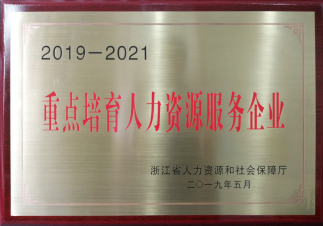 2019—2021
重点培育人力资源服务企业
浙江省人力资源和社会保障厅
二〇一九年五月